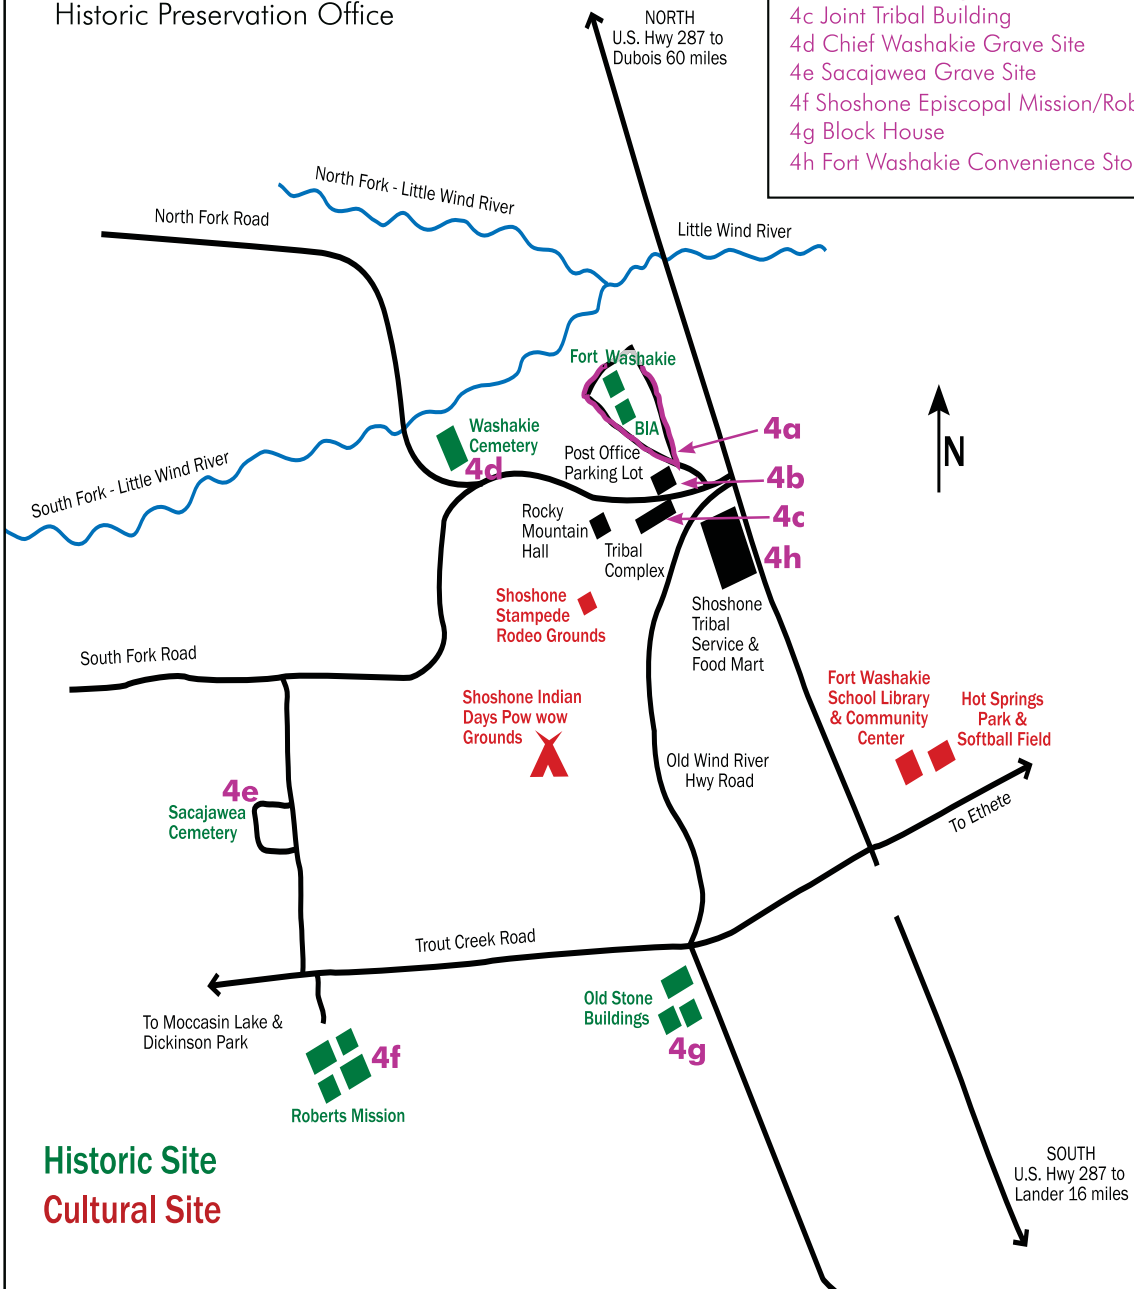 Historic Preservation Office
NORTH
U.S. Hwy 287 to
Dubois 60 miles
4c Joint Tribal Building
4d Chief Washakie Grave Site
4e Sacajawea Grave Site
4f Shoshone Episcopal Mission/Rob
4g Block House
4h Fort Washakie Convenience Sto
North Fork - Little Wind River
North Fork Road
Little Wind River
Fort Washakie
BIA
Washakie
Cemetery
4d
4a
Post Office
Parking Lot
4b
N
South Fork - Little Wind River
Rocky
Mountain
Hall
Tribal
Complex
4c
4h
Shoshone
Stampede
Rodeo Grounds
Shoshone
Tribal
Service &
Food Mart
South Fork Road
Shoshone Indian
Days Pow wow
Grounds
Fort Washakie
School Library
& Community
Center
Hot Springs
Park &
Softball Field
Old Wind River
Hwy Road
4e
Sacajawea
Cemetery
To Ethete
Trout Creek Road
To Moccasin Lake &
Dickinson Park
Old Stone
Buildings
4g
4f
Roberts Mission
Historic Site
Cultural Site
SOUTH
U.S. Hwy 287 to
Lander 16 miles